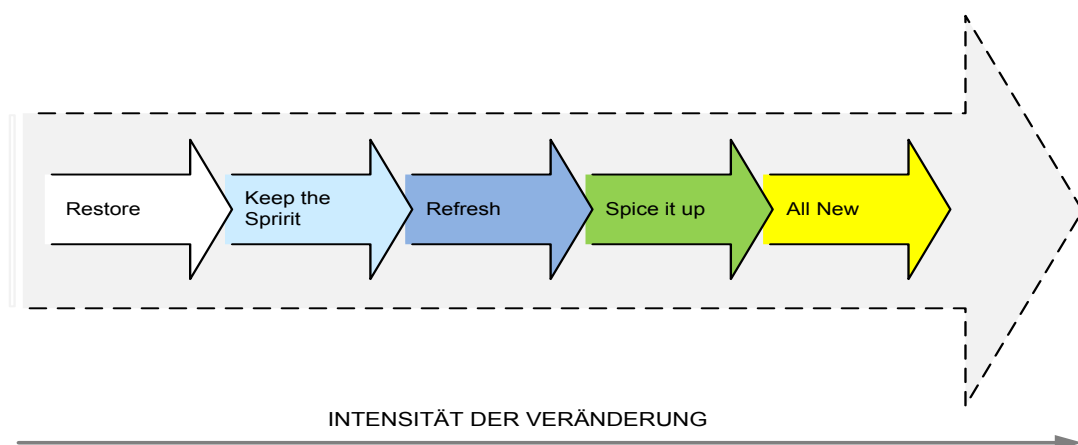 Restore
Keep the
Spririt
Refresh
Spice it up
All New
INTENSITÄT DER VERÄNDERUNG